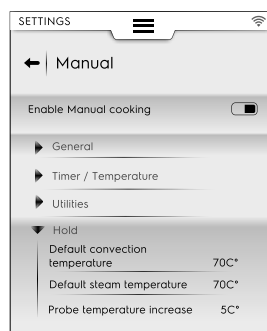 SETTINGS
Manual
Enable Manual cooking
General
Timer / Temperature
Utilities
Hold
Default convection
temperature 70C°
Default steam temperature 70C°
Probe temperature increase 5C°